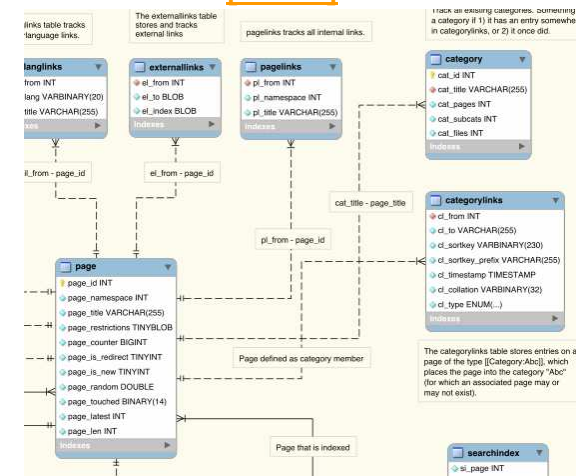 links table tracks
language links.
The externallinks table
stores and tracks
external links
pagelinks tracks all internal links.
Track all existing categories. Something
a category if 1) it has an entry somewhe
in categorylinks, or 2) it once did.
langlinks
from INT
lang VARBINARY(20)
title VARCHAR(255)
externallinks
el_from INT
el_to BLOB
el_index BLOB
Indexes
pagelinks
pl_from INT
pl_namespace INT
pl_title VARCHAR(255)
Indexes
category
cat_id INT
cat_title VARCHAR(255)
cat_pages INT
cat_subcats INT
cat_files INT
Indexes
ll_from - page_id
el_from - page_id
cat_title - page_title
pl_from - page_id
categorylinks
cl_from INT
cl_to VARCHAR(255)
cl_sortkey VARBINARY(230)
cl_sortkey_prefix VARCHAR(255)
cl_timestamp TIMESTAMP
cl_collation VARBINARY(32)
cl_type ENUM(...)
Indexes
page
page_id INT
page_namespace INT
page_title VARCHAR(255)
page_restrictions TINYBLOB
page_counter BIGINT
page_is_redirect TINYINT
page_is_new TINYINT
page_random DOUBLE
page_touched BINARY(14)
page_latest INT
page_len INT
Indexes
Page defined as category member
The categorylinks table stores entries on a
page of the type [[Category:Abc]], which
places the page into the category "Abc"
(for which an associated page may or
may not exist).
Page that is indexed
searchindex
si_page INT